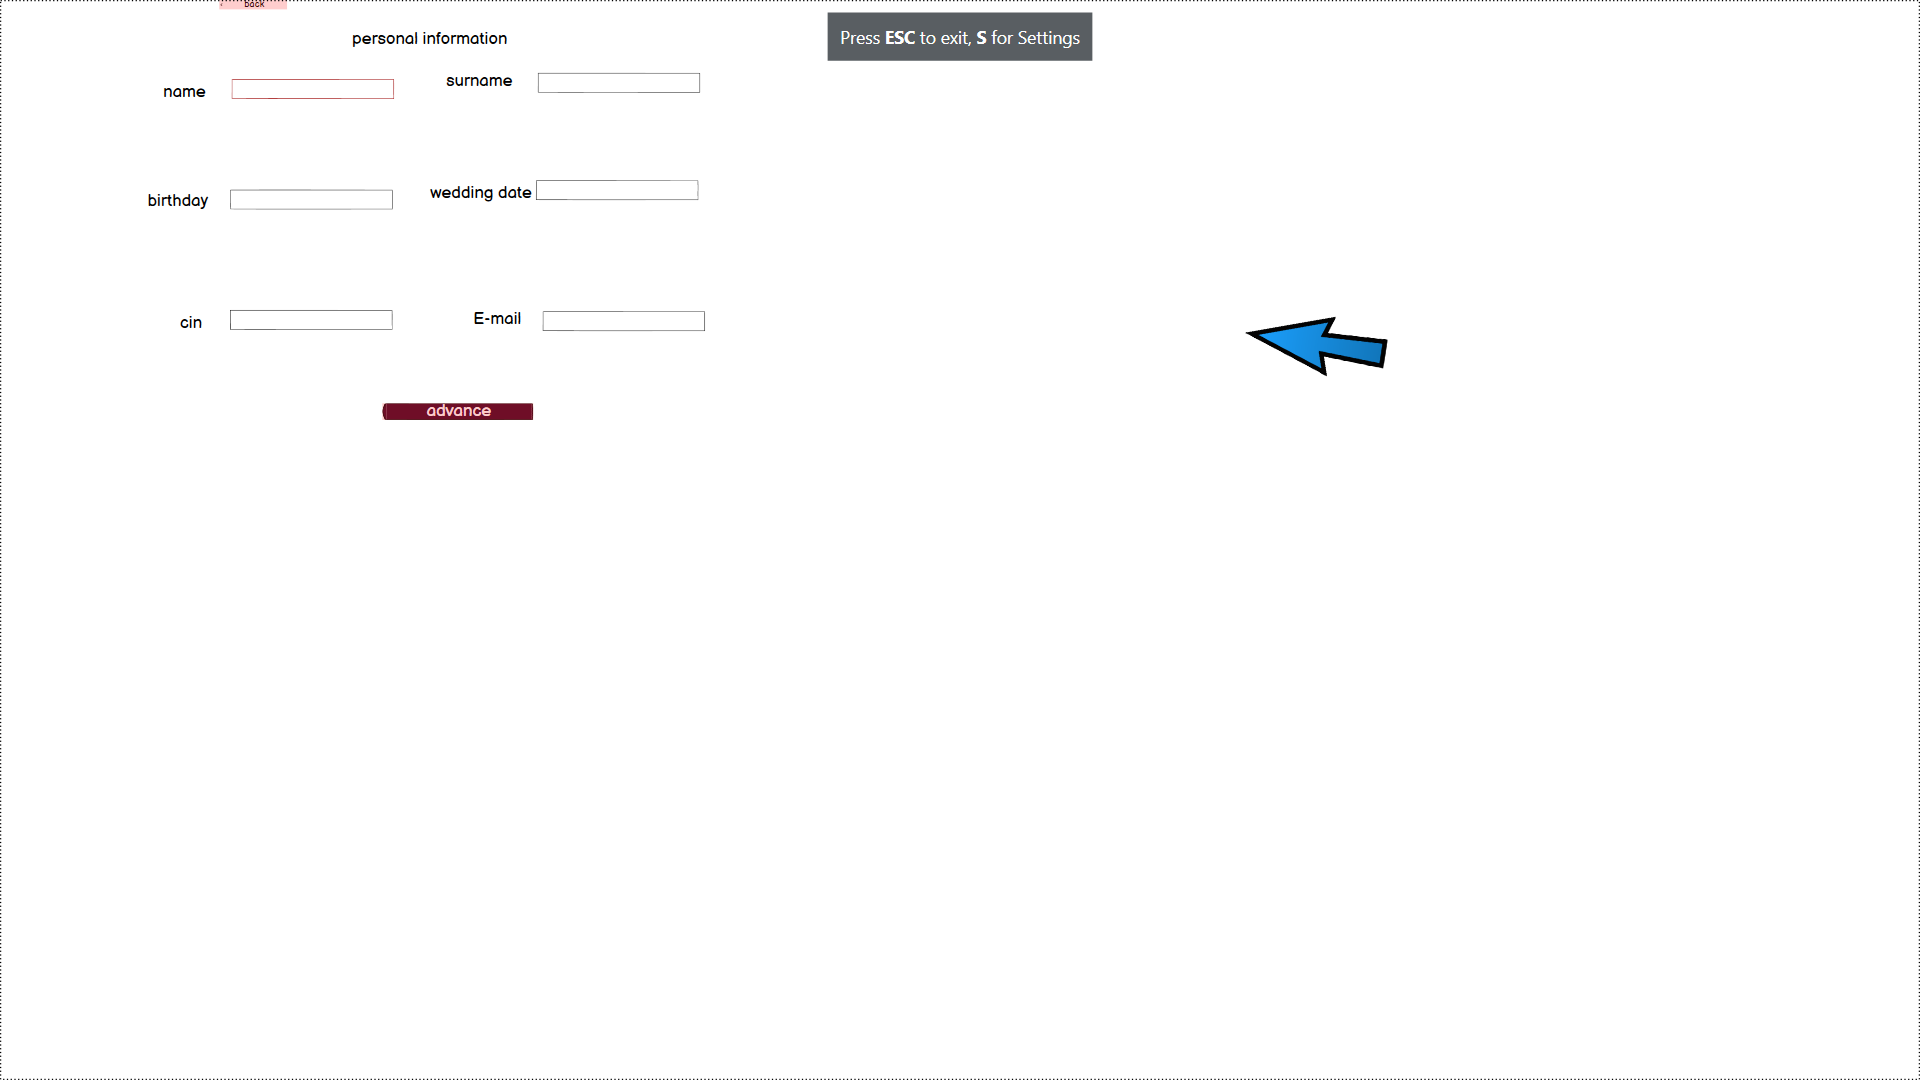 back
personal information
Press ESC to exit, S for Settings
name
surname
birthday
wedding date
cin
E-mail
advance